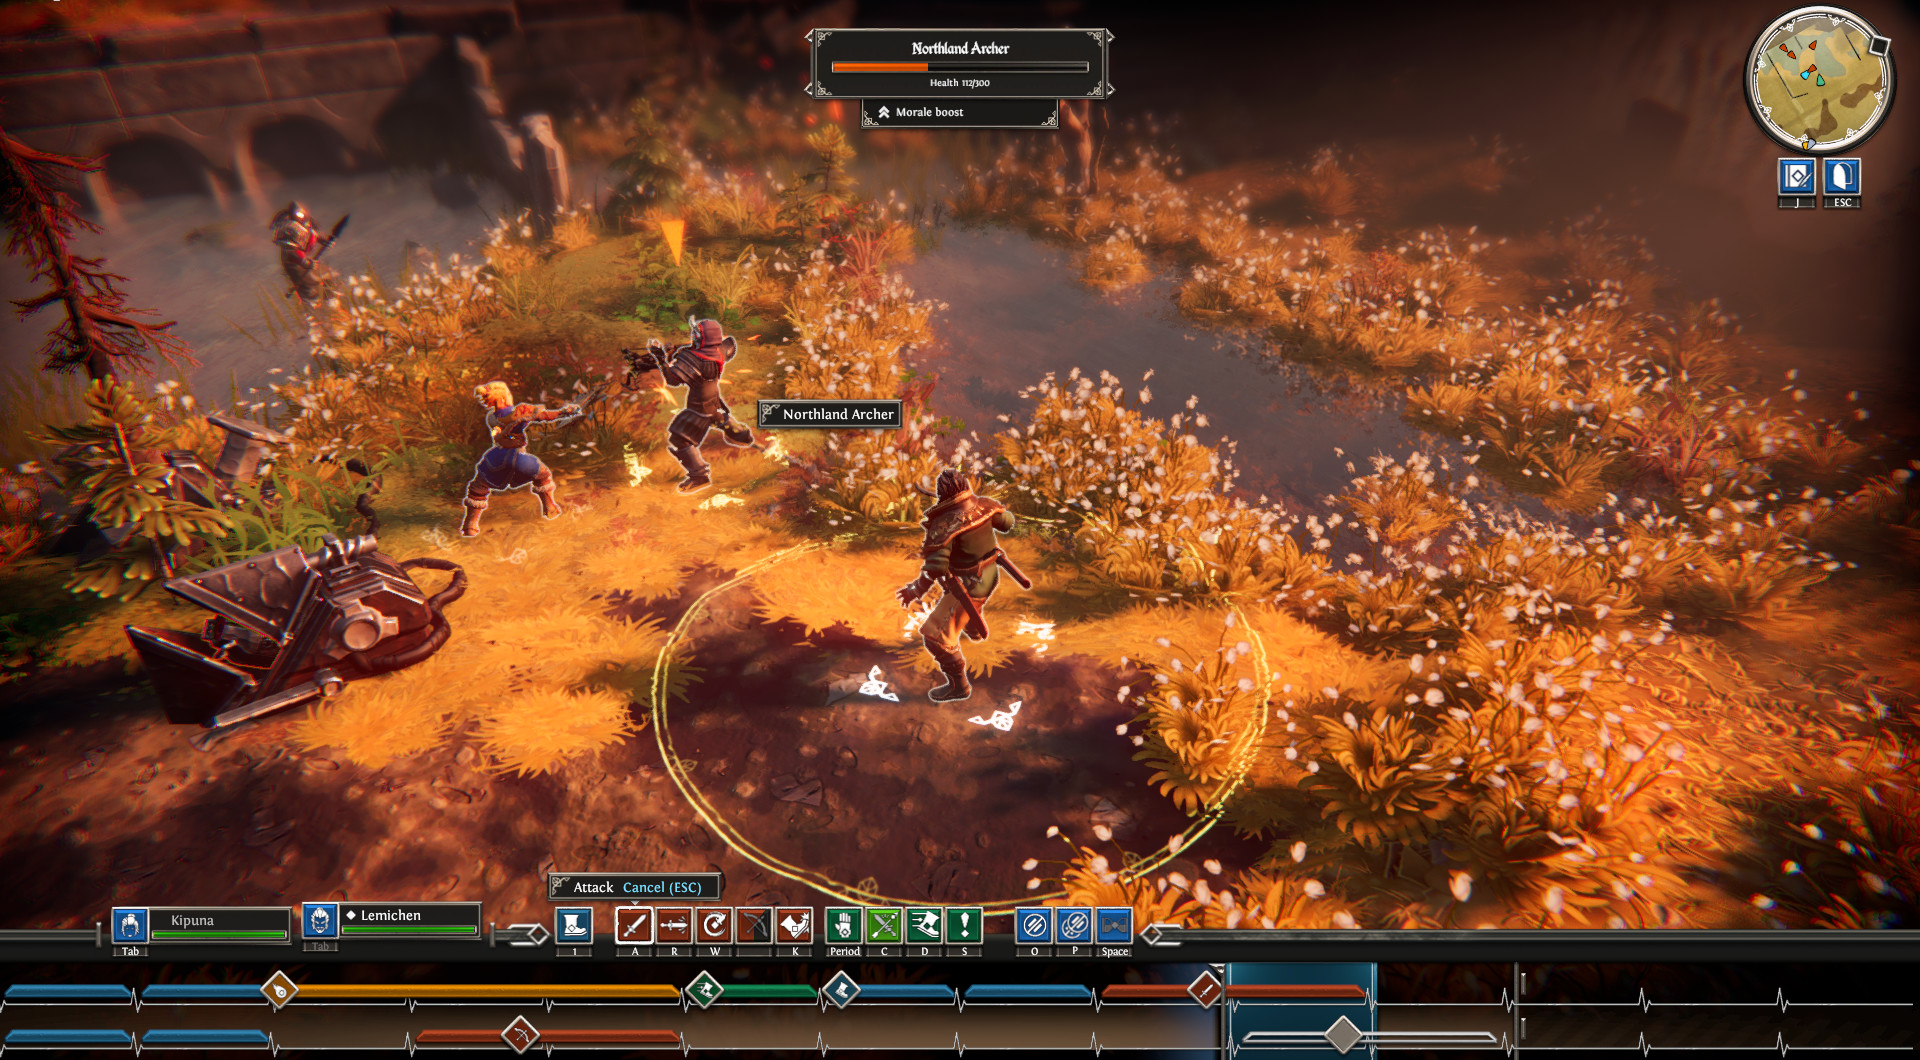 Northland Archer
Health 112/300
Morale boost
J
ESC
Northland Archer
Attack Cancel (ESC)
Kipuna
Tab
Lemichen
Tab
1
A
R
W
K
Period
C
D
S
O
P
Space